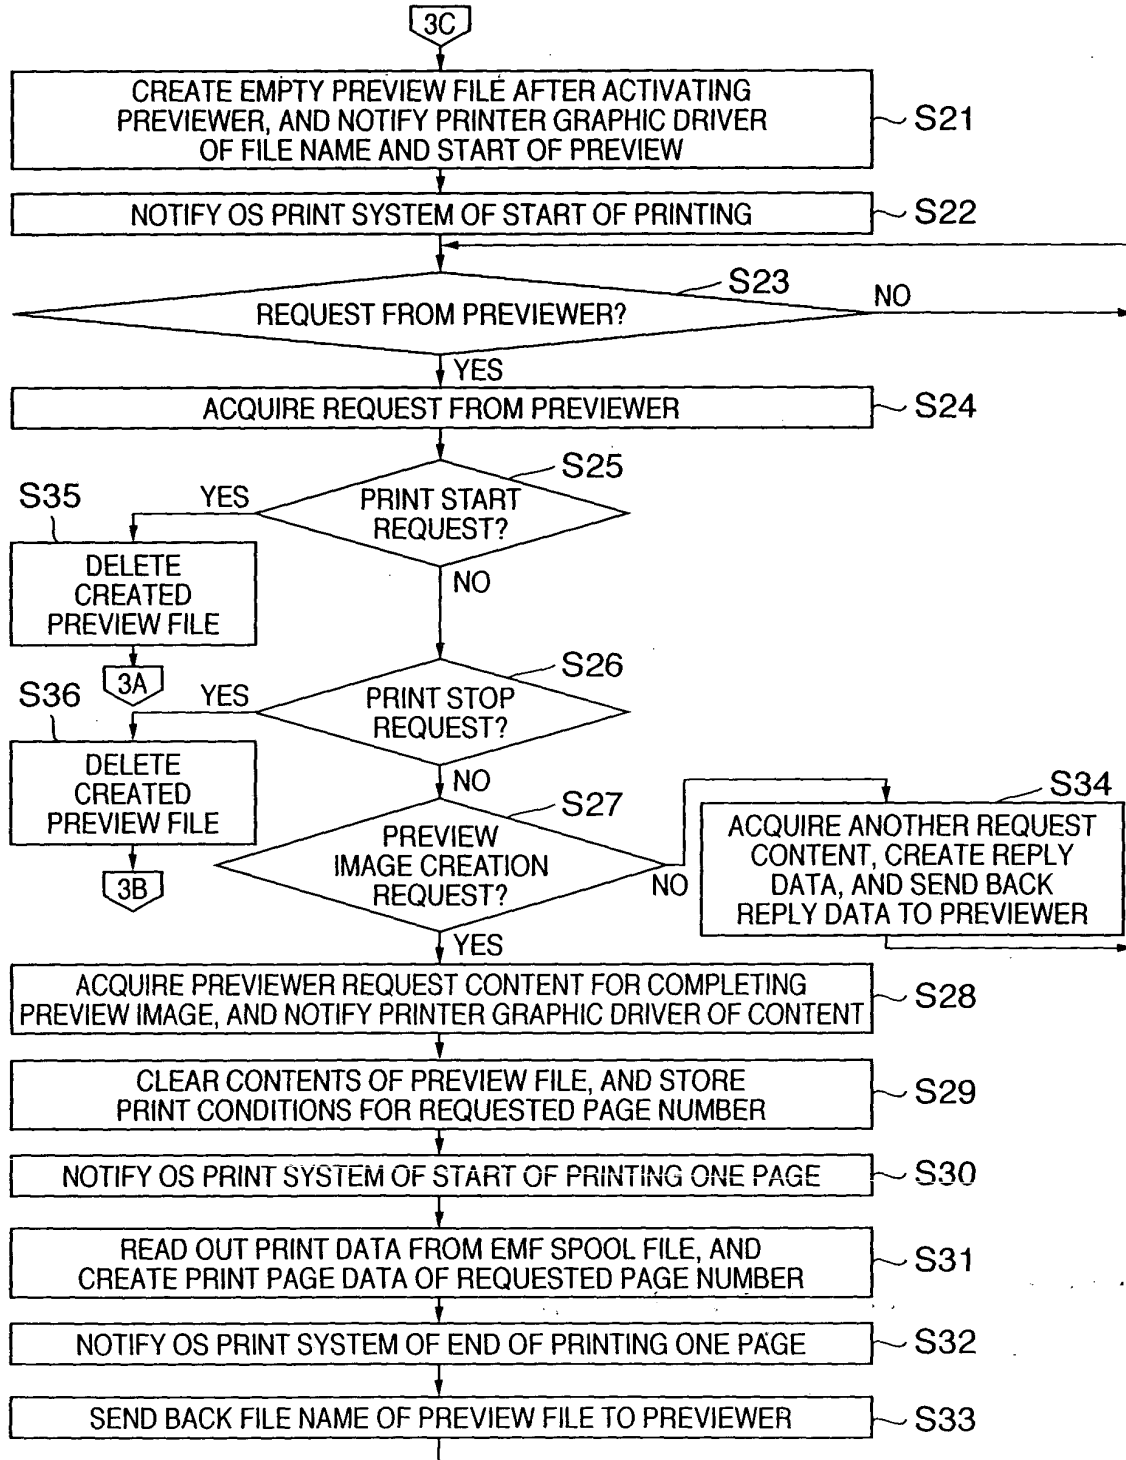 3C
CREATE EMPTY PREVIEW FILE AFTER ACTIVATING
PREVIEWER, AND NOTIFY PRINTER GRAPHIC DRIVER
OF FILE NAME AND START OF PREVIEW
S21
NOTIFY OS PRINT SYSTEM OF START OF PRINTING
S22
S23
REQUEST FROM PREVIEWER?
NO
YES
ACQUIRE REQUEST FROM PREVIEWER
S24
S25
PRINT START
REQUEST?
YES
NO
S35
DELETE
CREATED
PREVIEW FILE
3A
S26
PRINT STOP
REQUEST?
YES
NO
S36
DELETE
CREATED
PREVIEW FILE
3B
S27
PREVIEW
IMAGE CREATION
REQUEST?
NO
YES
S34
ACQUIRE ANOTHER REQUEST
CONTENT, CREATE REPLY
DATA, AND SEND BACK
REPLY DATA TO PREVIEWER
ACQUIRE PREVIEWER REQUEST CONTENT FOR COMPLETING
PREVIEW IMAGE, AND NOTIFY PRINTER GRAPHIC DRIVER OF CONTENT
S28
CLEAR CONTENTS OF PREVIEW FILE, AND STORE
PRINT CONDITIONS FOR REQUESTED PAGE NUMBER
S29
NOTIFY OS PRINT SYSTEM OF START OF PRINTING ONE PAGE
S30
READ OUT PRINT DATA FROM EMF SPOOL FILE, AND
CREATE PRINT PAGE DATA OF REQUESTED PAGE NUMBER
S31
NOTIFY OS PRINT SYSTEM OF END OF PRINTING ONE PAGE
S32
SEND BACK FILE NAME OF PREVIEW FILE TO PREVIEWER
S33